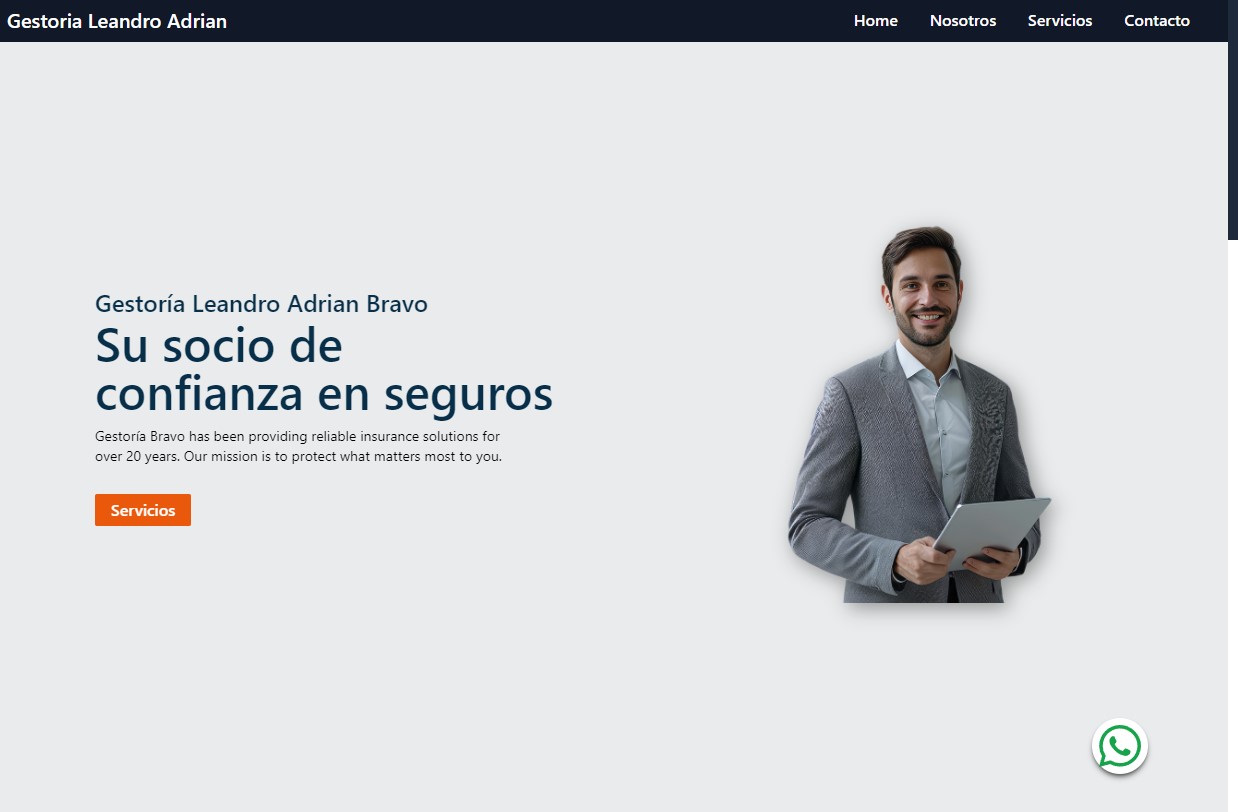 Gestoria Leandro Adrian
Home Nosotros Servicios Contacto
Gestoría Leandro Adrian Bravo
Su socio de
confianza en seguros
Gestoría Bravo has been providing reliable insurance solutions for
over 20 years. Our mission is to protect what matters most to you.
Servicios